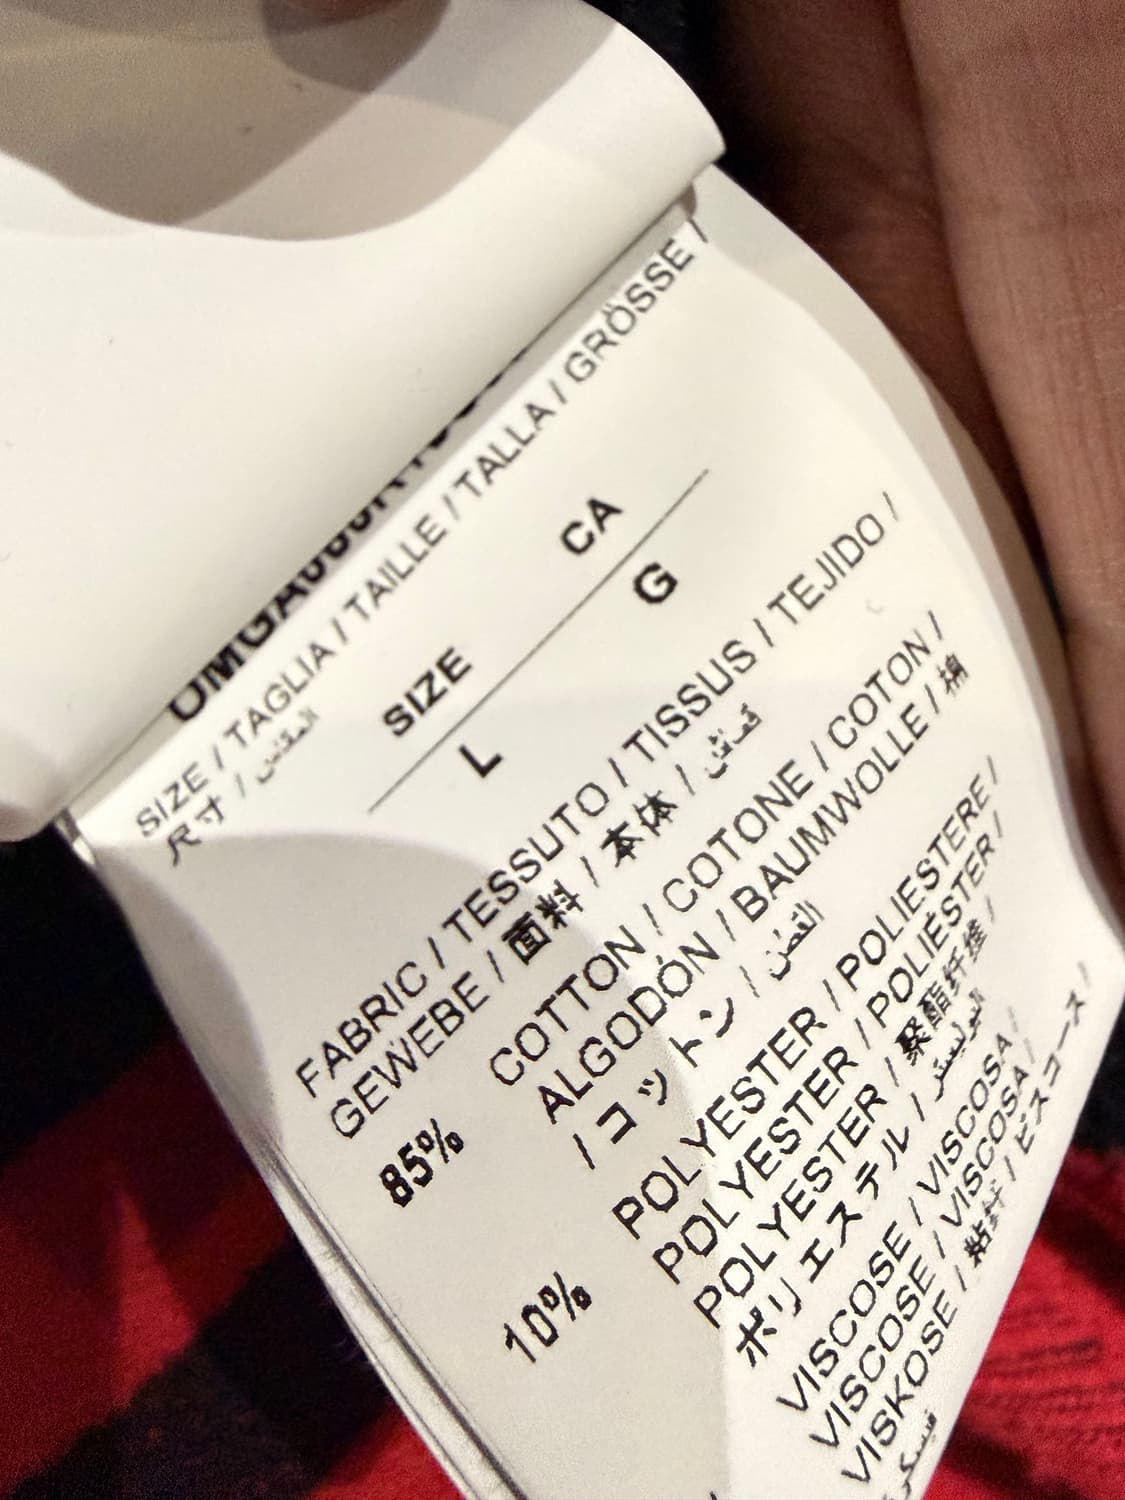 SIZE / TAGLIA / TAILLE / TALLA / GRÖSSE /
尺寸 / المقاس
SIZE CA
L G
FABRIC / TESSUTO / TISSUS / TEJIDO /
GEWEBE / 面料 / 本体 / قماش
85% COTTON / COTONE / COTON /
ALGODÓN / BAUMWOLLE / 棉
/ コットン / القطن
10% POLYESTER / POLIESTERE /
POLYESTER / POLIÉSTER /
POLYESTER / 聚酯纤维 /
ポリエステル / البوليستر
VISCOSE / VISCOSA /
VISCOSE / VISCOSA /
VISKOSE / 粘纤 / ビスコース /